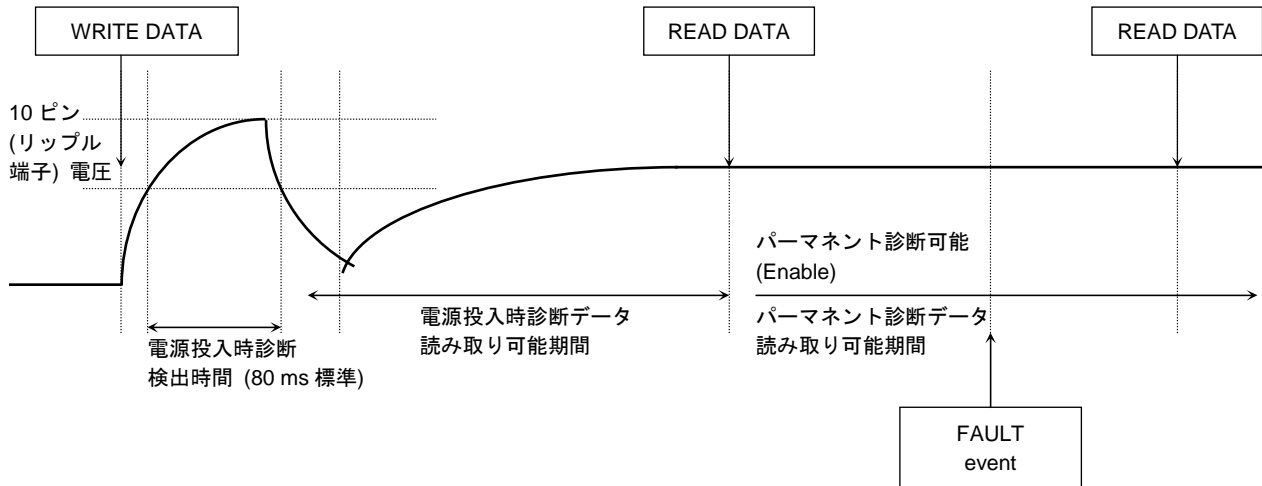 WRITE DATA
READ DATA
READ DATA
10 ピン
(リップル
端子) 電圧
パーマネント診断可能
(Enable)
電源投入時診断データ
読み取り可能期間
パーマネント診断データ
読み取り可能期間
電源投入時診断
検出時間 (80 ms 標準)
FAULT
event